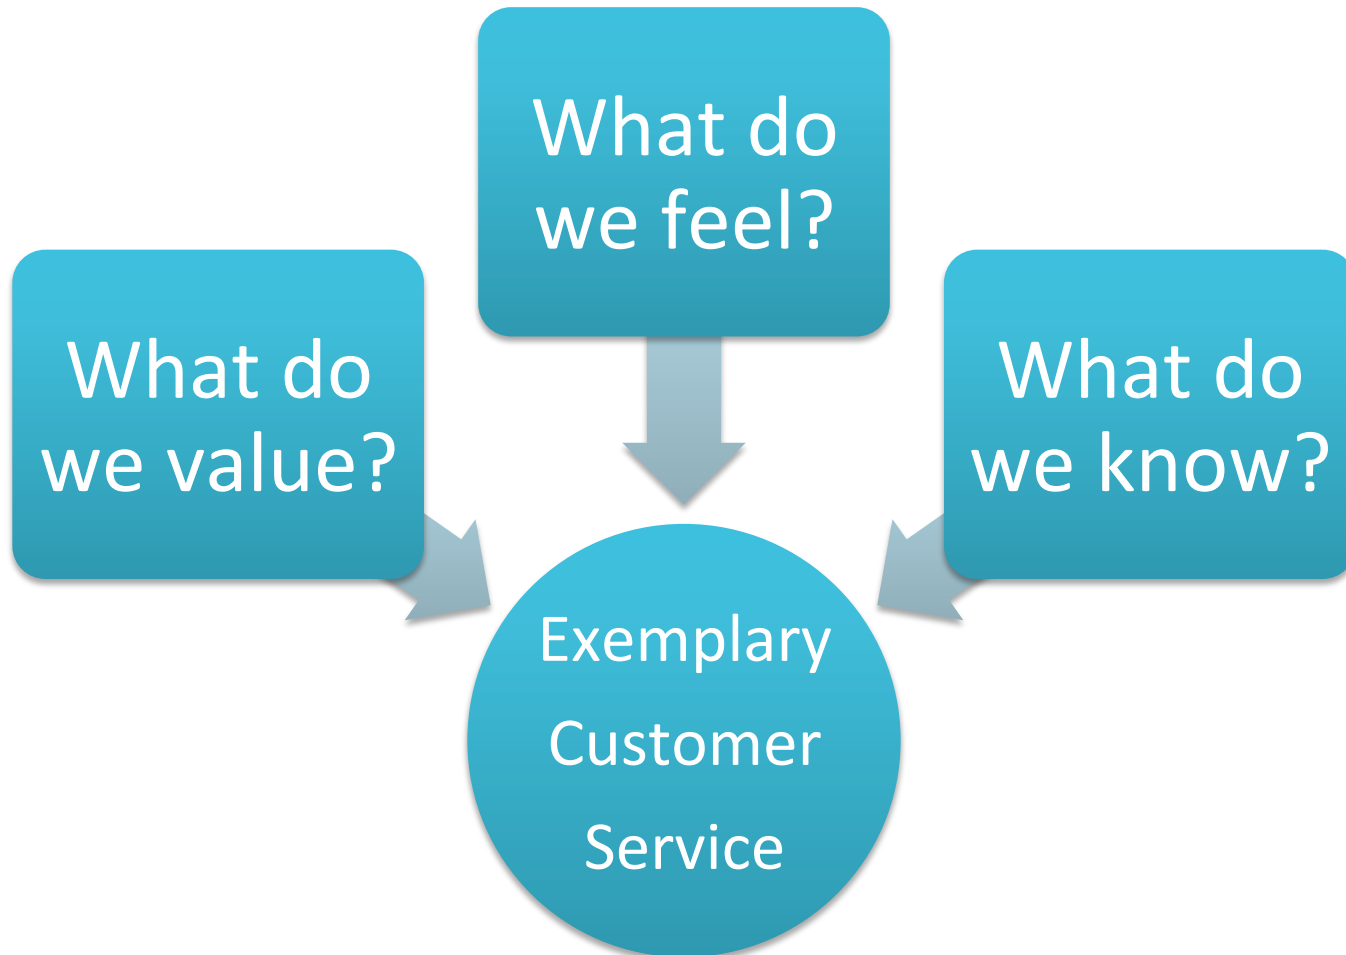 What do
we feel?
What do
we value?
What do
we know?
Exemplary
Customer
Service